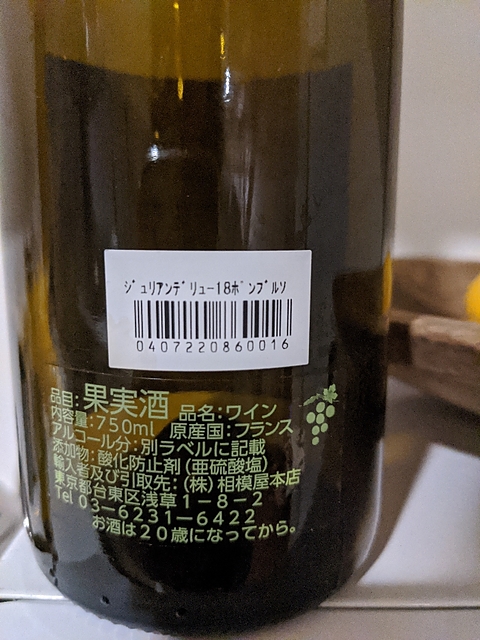 ジュリアンデリュー18ボンプルソ
0407220860016
品目:果実酒 品名:ワイン
内容量:750ml 原産国:フランス
アルコール分:別ラベルに記載
添加物:酸化防止剤(亜硫酸塩)
輸入者及び引取先:(株)相模屋本店
東京都台東区浅草1-8-2
Tel 03-6231-6422
お酒は20歳になってから。